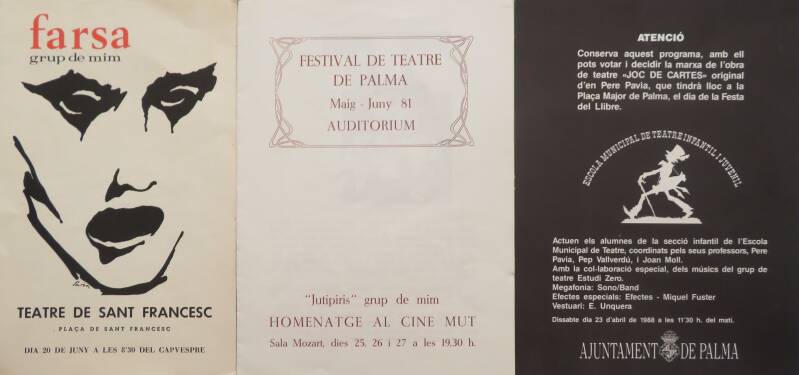 farsa
grup de mim
TEATRE DE SANT FRANCESC
PLAÇA DE SANT FRANCESC
DIA 20 DE JUNY A LES 8'30 DEL CAPVESPRE
FESTIVAL DE TEATRE
DE PALMA
Maig - Juny 81
AUDITORIUM
"Jutipiris" grup de mim
HOMENATGE AL CINE MUT
Sala Mozart, dies 25, 26 i 27 a les 19.30 h.
ATENCIÓ
Conserva aquest programa, amb ell
pots votar i decidir la marxa de l'obra
de teatre «JOC DE CARTES» original
d'en Pere Pavia, que tindrà lloc a la
Plaça Major de Palma, el dia de la Festa
del Llibre.
ESCOLA MUNICIPAL DE TEATRE INFANTIL I JUVENIL
Actuen els alumnes de la secció infantil de l'Escola
Municipal de Teatre, coordinats pels seus professors, Pere
Pavia, Pep Vallverdú, i Joan Moll.
Amb la col·laboració especial, dels músics del grup de
teatre Estudi Zero.
Megafonia: Sono/Band
Efectes especials: Efectes - Miquel Fuster
Vestuari: E. Unquera
Dissabte dia 23 d'abril de 1988 a les 11'30 h. del matí.
AJUNTAMENT DE PALMA